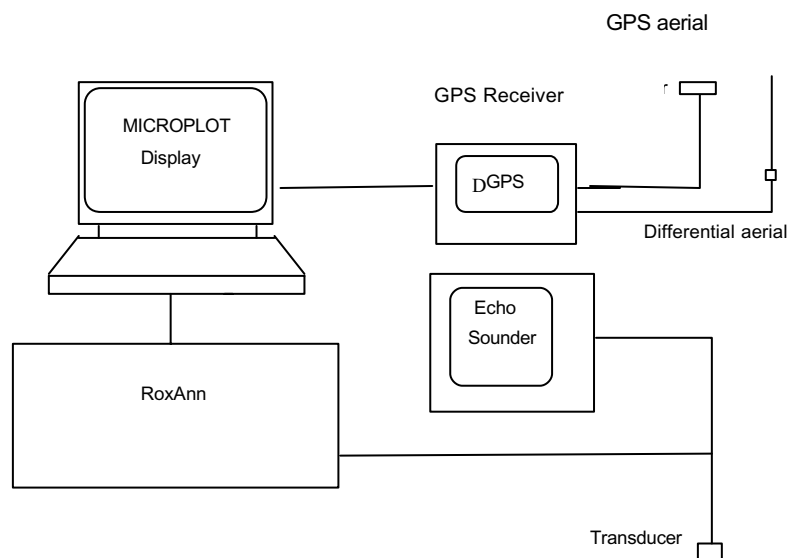 GPS aerial
GPS Receiver
MICROPLOT
Display
DGPS
Differential aerial
Echo
Sounder
RoxAnn
Transducer